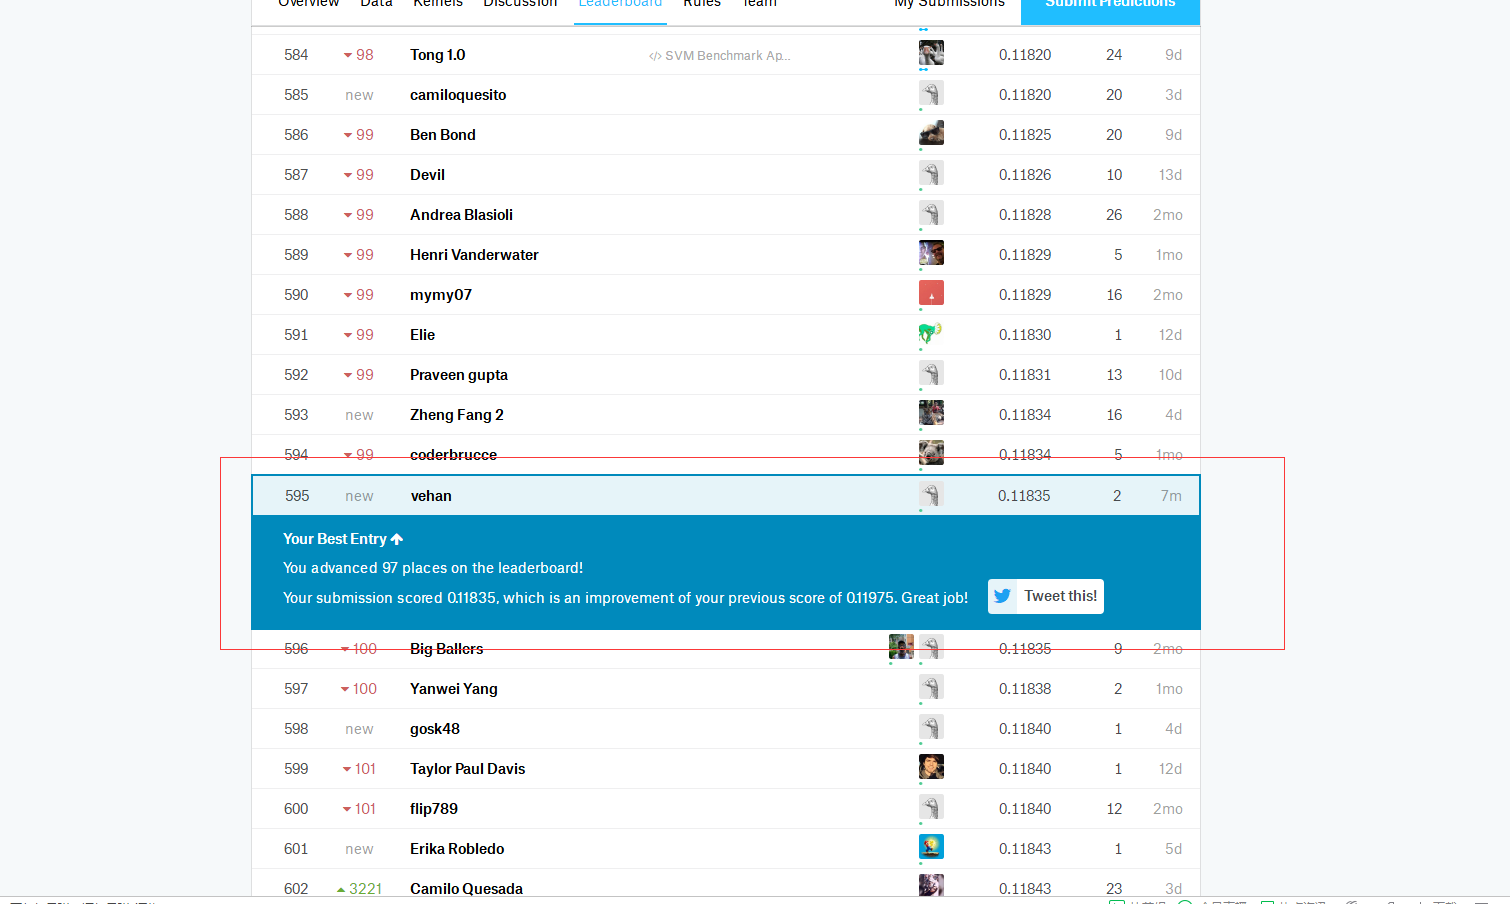 Overview Data Kernels Discussion Leaderboard Rules Team My Submissions Submit Predictions
584 98 Tong 1.0 </> SVM Benchmark Ap... 0.11820 24 9d
585 new camiloquesito 0.11820 20 3d
586 99 Ben Bond 0.11825 20 9d
587 99 Devil 0.11826 10 13d
588 99 Andrea Blasioli 0.11828 26 2mo
589 99 Henri Vanderwater 0.11829 5 1mo
590 99 mymy07 0.11829 16 2mo
591 99 Elie 0.11830 1 12d
592 99 Praveen gupta 0.11831 13 10d
593 new Zheng Fang 2 0.11834 16 4d
594 99 coderbrucce 0.11834 5 1mo
595 new vehan 0.11835 2 7m
Your Best Entry
You advanced 97 places on the leaderboard!
Your submission scored 0.11835, which is an improvement of your previous score of 0.11975. Great job! Tweet this!
596 100 Big Ballers 0.11835 9 2mo
597 100 Yanwei Yang 0.11838 2 1mo
598 new gosk48 0.11840 1 4d
599 101 Taylor Paul Davis 0.11840 1 12d
600 101 flip789 0.11840 12 2mo
601 new Erika Robledo 0.11843 1 5d
602 3221 Camilo Quesada 0.11843 23 3d